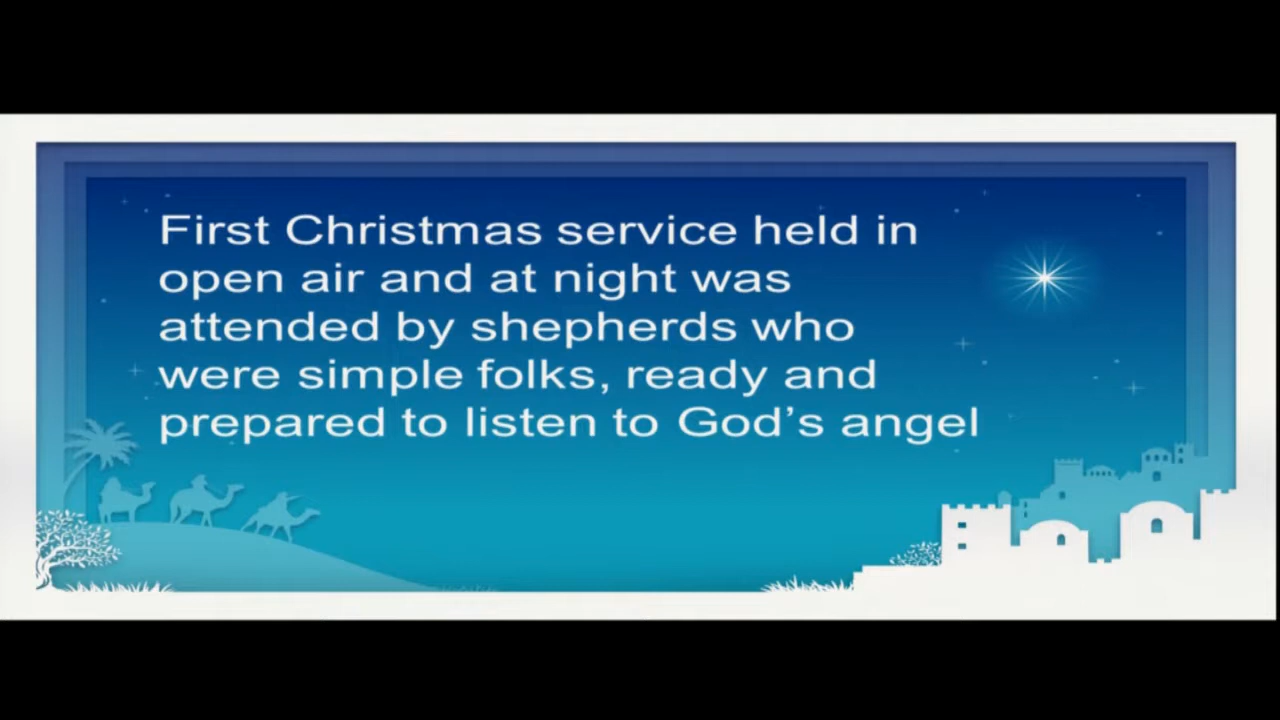 First Christmas service held in
open air and at night was
attended by shepherds who
were simple folks, ready and
prepared to listen to God’s angel